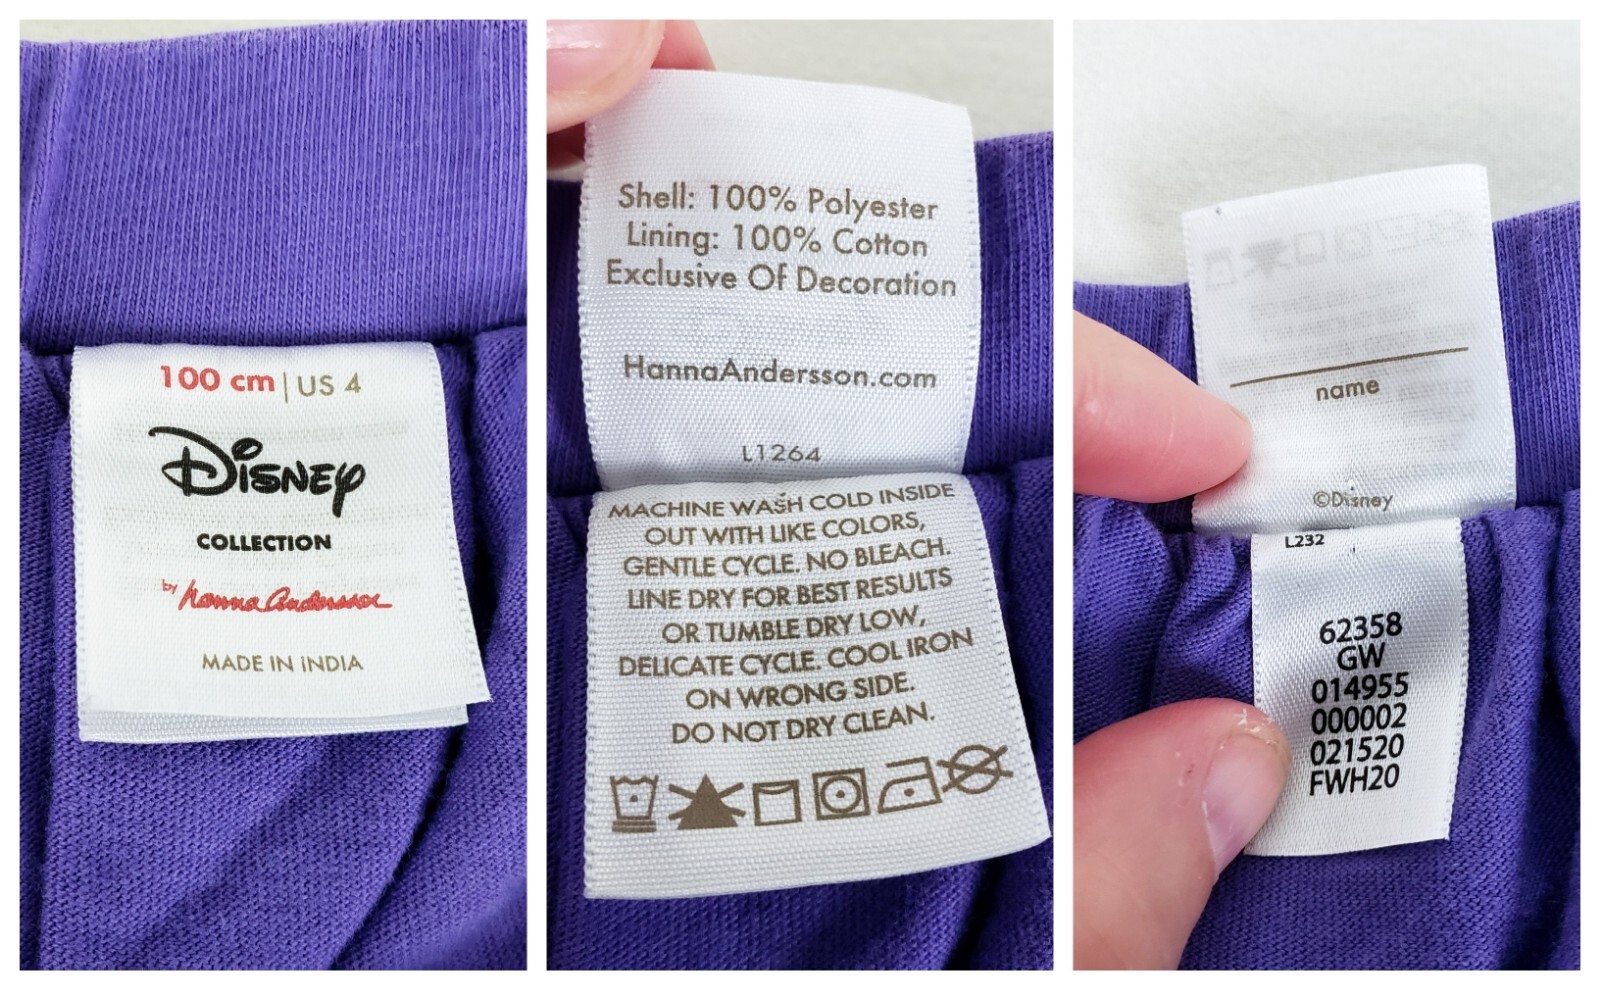 100 cm | US 4
Disney
COLLECTION
by hanna andersson
MADE IN INDIA
Shell: 100% Polyester
Lining: 100% Cotton
Exclusive Of Decoration
HannaAndersson.com
L1264
MACHINE WASH COLD INSIDE
OUT WITH LIKE COLORS,
GENTLE CYCLE. NO BLEACH.
LINE DRY FOR BEST RESULTS
OR TUMBLE DRY LOW,
DELICATE CYCLE. COOL IRON
ON WRONG SIDE.
DO NOT DRY CLEAN.
name
©Disney
L232
62358
GW
014955
000002
021520
FWH20